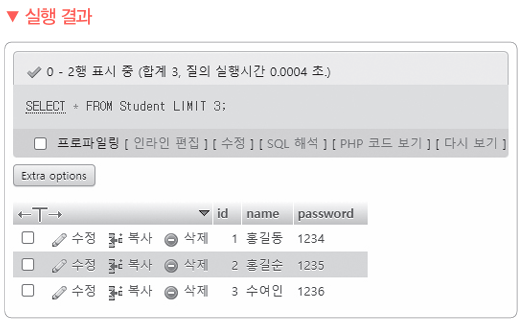 ▼ 실행 결과
0 - 2행 표시 중 (합계 3, 질의 실행시간 0.0004 초.)
SELECT * FROM Student LIMIT 3;
프로파일링 [ 인라인 편집 ] [ 수정 ] [ SQL 해석 ] [ PHP 코드 보기 ] [ 다시 보기 ]
Extra options
←T→ ▼ id name password
수정 복사 삭제 1 홍길동 1234
수정 복사 삭제 2 홍길순 1235
수정 복사 삭제 3 수여인 1236